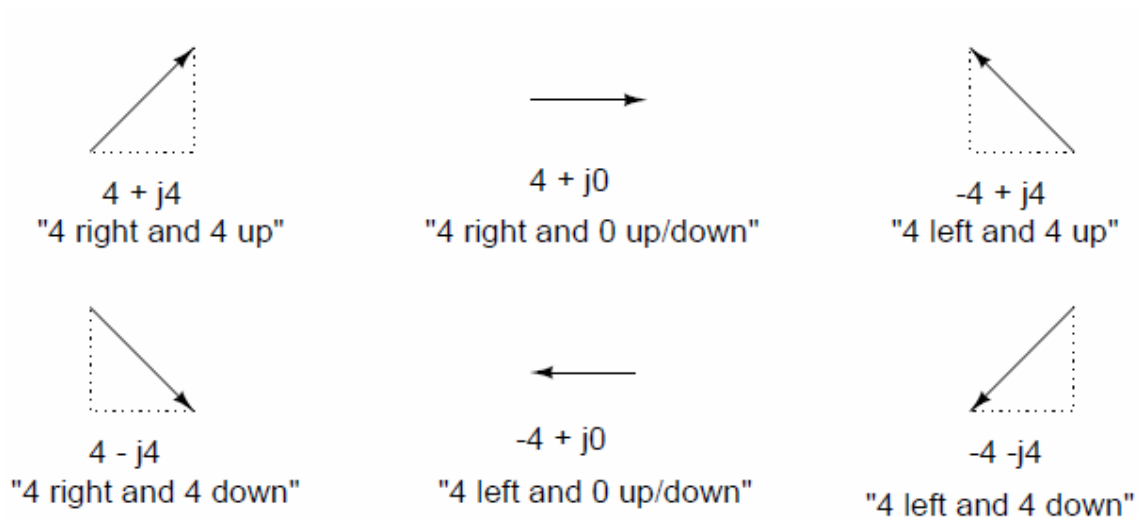 4 + j4
"4 right and 4 up"
4 + j0
"4 right and 0 up/down"
-4 + j4
"4 left and 4 up"
4 - j4
"4 right and 4 down"
-4 + j0
"4 left and 0 up/down"
-4 -j4
"4 left and 4 down"